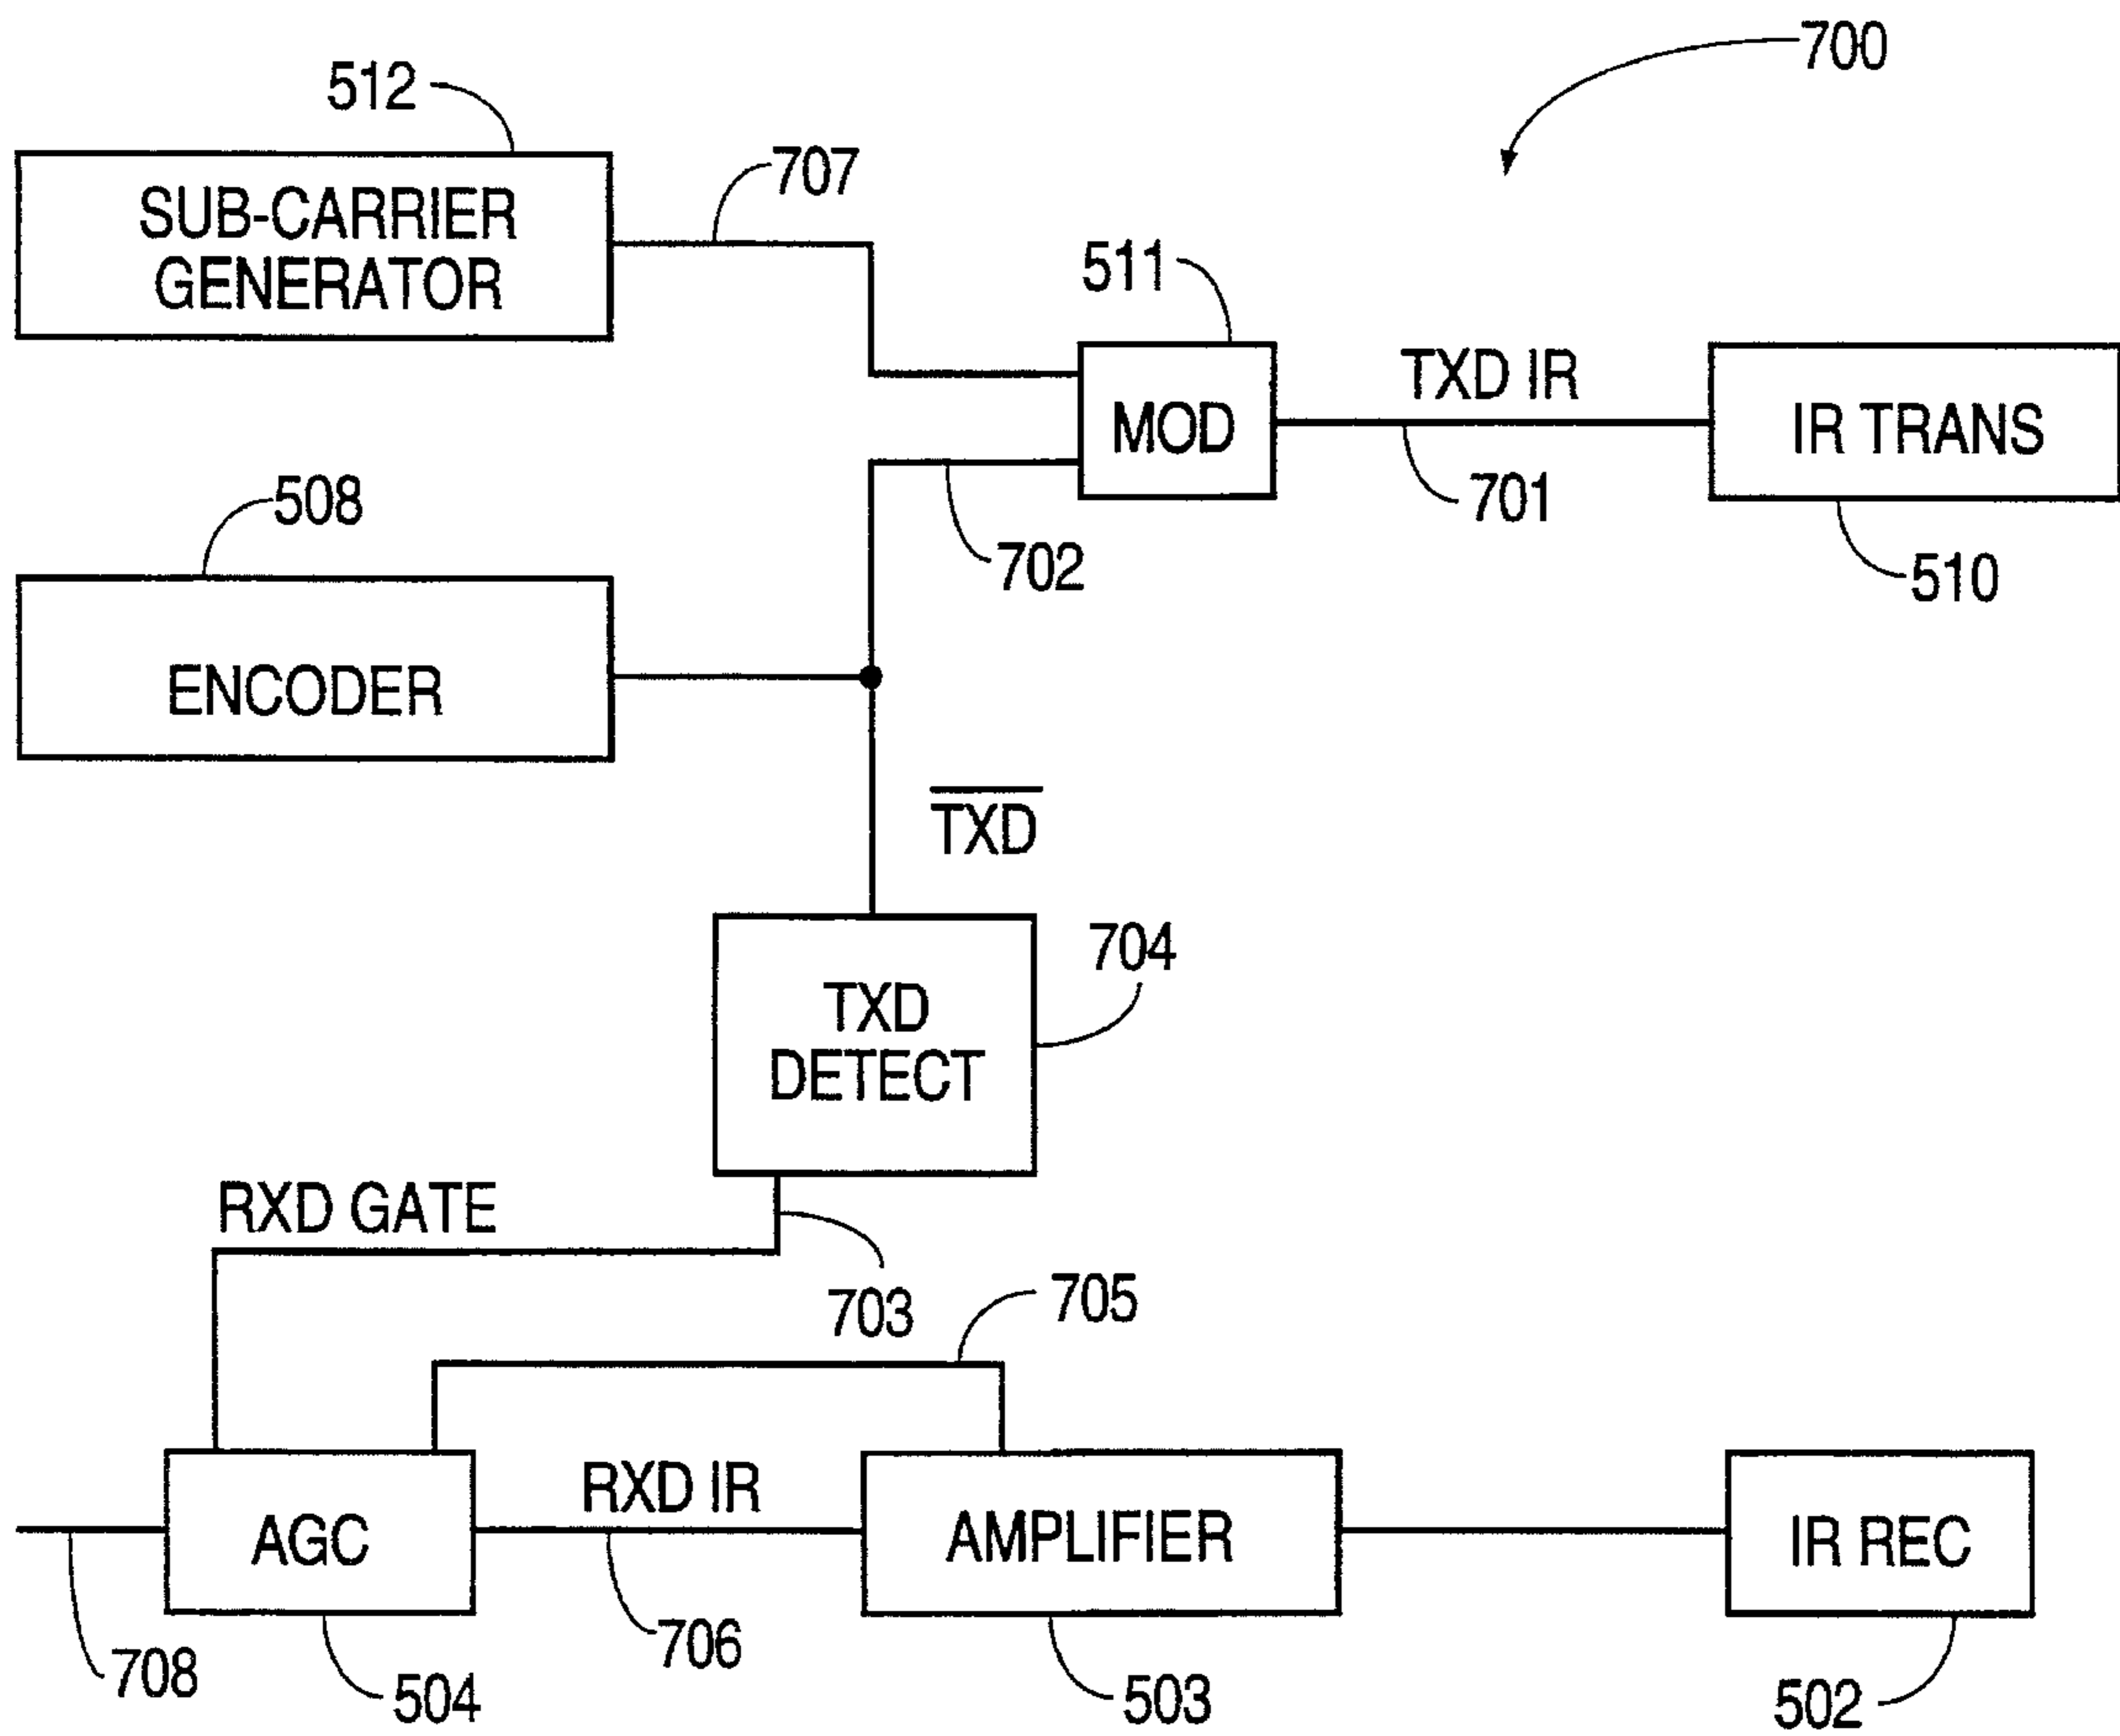 700
512
SUB-CARRIER
GENERATOR
707
511
MOD
TXD IR
701
IR TRANS
510
508
ENCODER
702
T̅X̅D̅
TXD
DETECT
704
RXD GATE
703
705
AGC
RXD IR
AMPLIFIER
IR REC
708
504
706
503
502